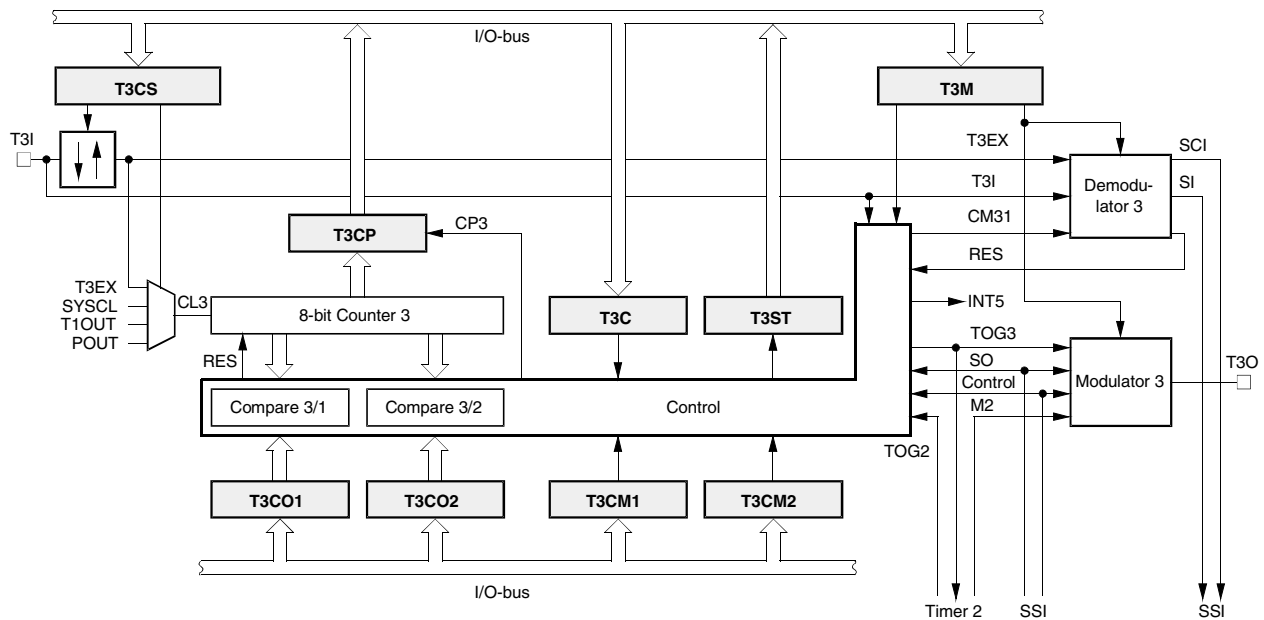 I/O-bus
T3CS
T3M
T3I
T3EX
SCI
T3I
SI
Demodu-
lator 3
CP3
T3CP
CM31
RES
T3EX
SYSCL
T1OUT
POUT
CL3
8-bit Counter 3
T3C
T3ST
INT5
RES
TOG3
SO
Control
M2
Modulator 3
T3O
Compare 3/1
Compare 3/2
Control
TOG2
T3CO1
T3CO2
T3CM1
T3CM2
I/O-bus
Timer 2
SSI
SSI